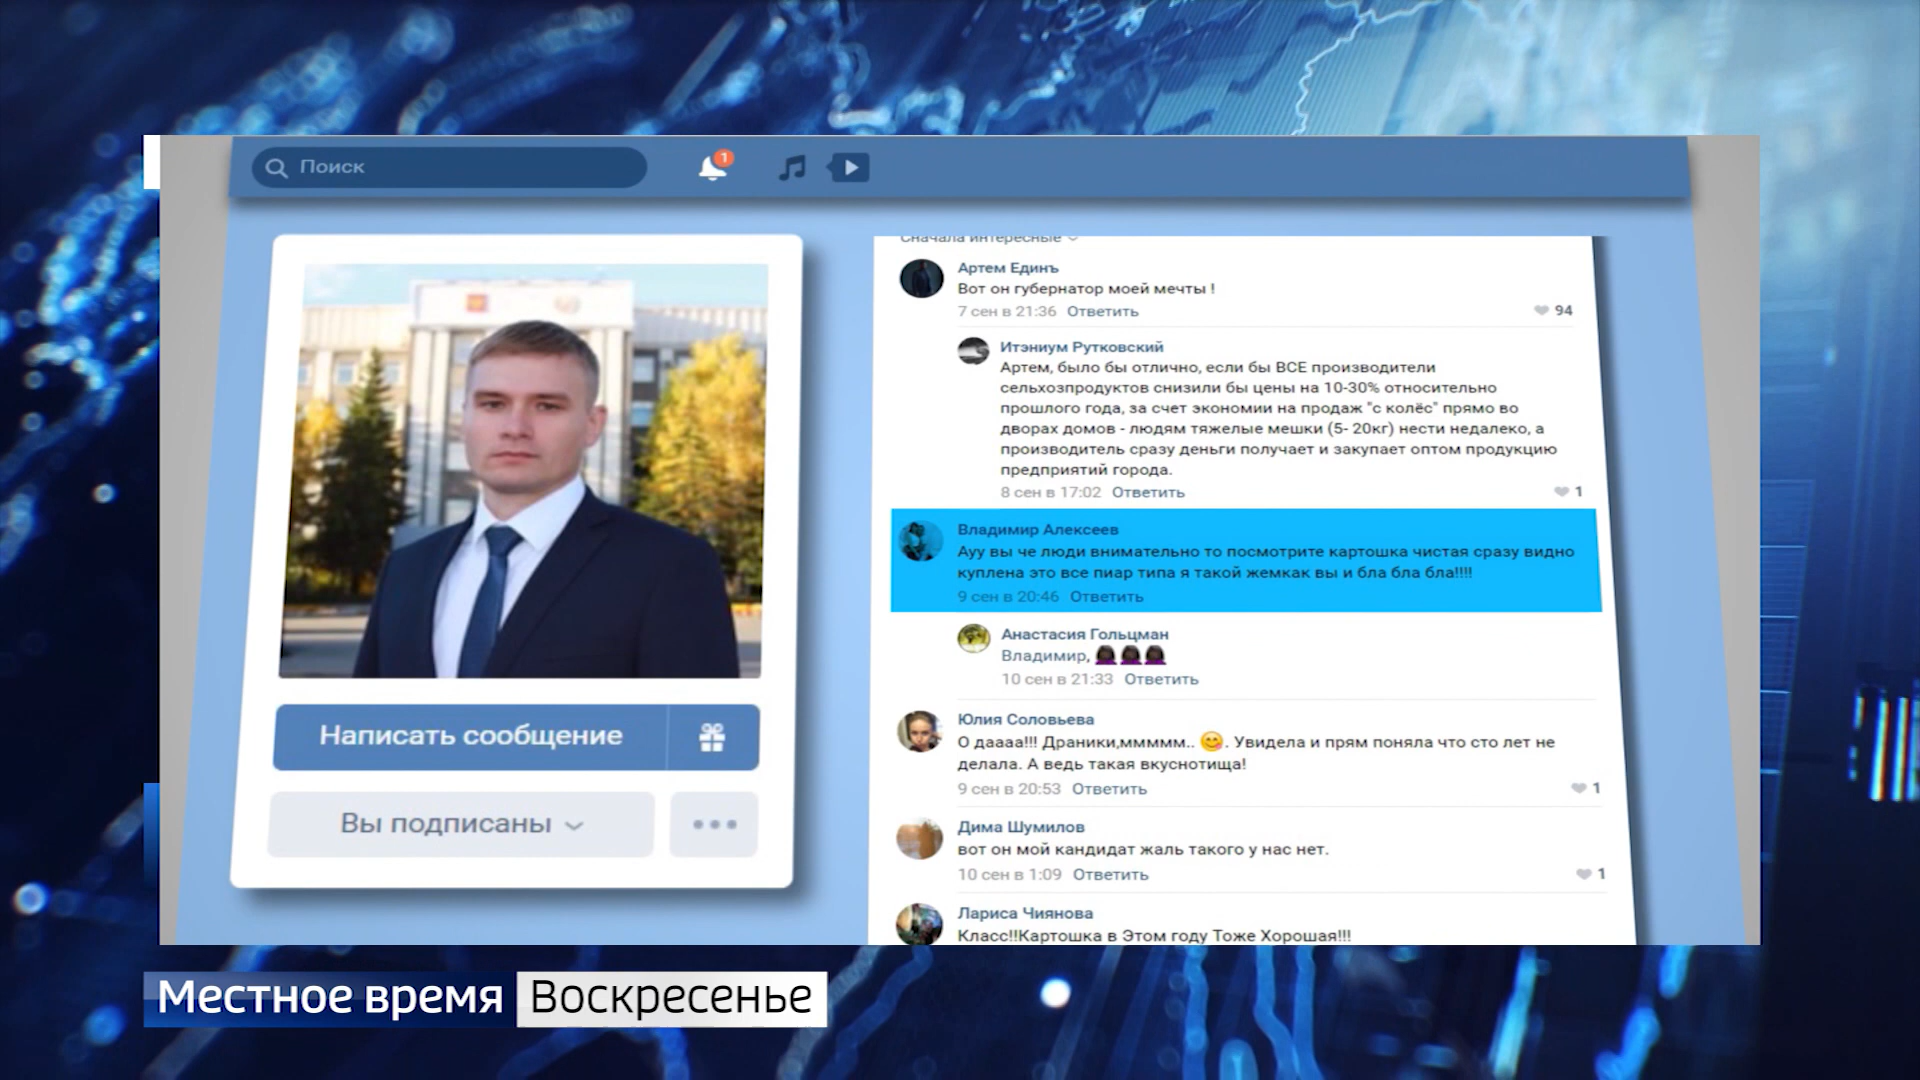 Поиск
1
Написать сообщение
Вы подписаны
Сначала интересные
Артем Единъ
Вот он губернатор моей мечты !
7 сен в 21:36 Ответить
94
Итэниум Рутковский
Артем, было бы отлично, если бы ВСЕ производители
сельхозпродуктов снизили бы цены на 10-30% относительно
прошлого года, за счет экономии на продаж "с колёс" прямо во
дворах домов - людям тяжелые мешки (5- 20кг) нести недалеко, а
производитель сразу деньги получает и закупает оптом продукцию
предприятий города.
8 сен в 17:02 Ответить
1
Владимир Алексеев
Ауу вы че люди внимательно то посмотрите картошка чистая сразу видно
куплена это все пиар типа я такой жемкак вы и бла бла бла!!!!
9 сен в 20:46 Ответить
Анастасия Гольцман
Владимир,
10 сен в 21:33 Ответить
Юлия Соловьева
О даааа!!! Драники,ммммм.. . Увидела и прям поняла что сто лет не
делала. А ведь такая вкуснотища!
9 сен в 20:53 Ответить
1
Дима Шумилов
вот он мой кандидат жаль такого у нас нет.
10 сен в 1:09 Ответить
1
Лариса Чиянова
Класс!!Картошка в Этом году Тоже Хорошая!!!
Местное время Воскресенье